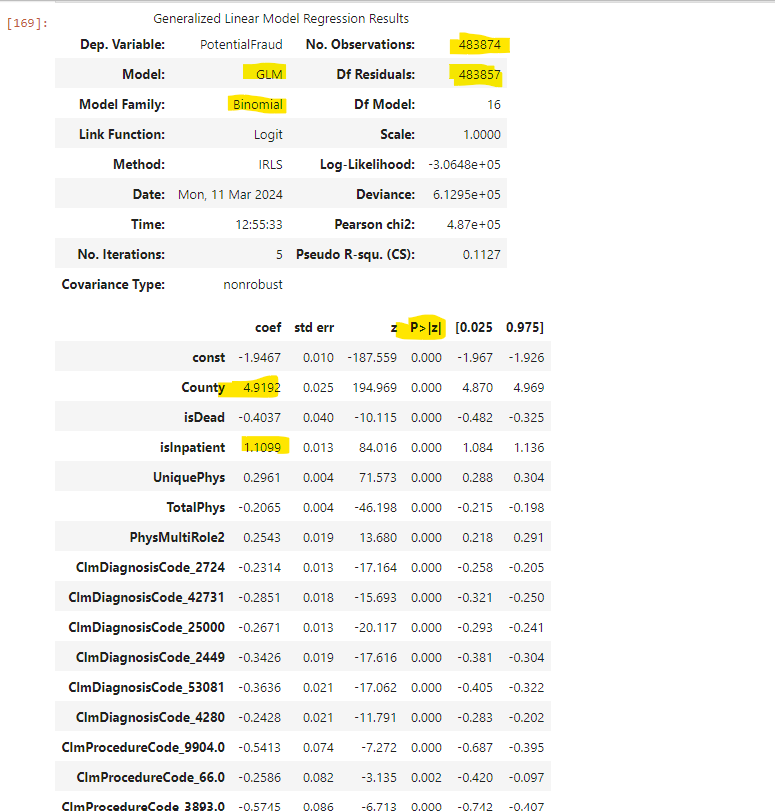 [169]:
Generalized Linear Model Regression Results
Dep. Variable: PotentialFraud No. Observations: 483874
Model: GLM Df Residuals: 483857
Model Family: Binomial Df Model: 16
Link Function: Logit Scale: 1.0000
Method: IRLS Log-Likelihood: -3.0648e+05
Date: Mon, 11 Mar 2024 Deviance: 6.1295e+05
Time: 12:55:33 Pearson chi2: 4.87e+05
No. Iterations: 5 Pseudo R-squ. (CS): 0.1127
Covariance Type: nonrobust
coef std err z P>|z| [0.025 0.975]
const -1.9467 0.010 -187.559 0.000 -1.967 -1.926
County 4.9192 0.025 194.969 0.000 4.870 4.969
isDead -0.4037 0.040 -10.115 0.000 -0.482 -0.325
isInpatient 1.1099 0.013 84.016 0.000 1.084 1.136
UniquePhys 0.2961 0.004 71.573 0.000 0.288 0.304
TotalPhys -0.2065 0.004 -46.198 0.000 -0.215 -0.198
PhysMultiRole2 0.2543 0.019 13.680 0.000 0.218 0.291
ClmDiagnosisCode_2724 -0.2314 0.013 -17.164 0.000 -0.258 -0.205
ClmDiagnosisCode_42731 -0.2851 0.018 -15.693 0.000 -0.321 -0.250
ClmDiagnosisCode_25000 -0.2671 0.013 -20.117 0.000 -0.293 -0.241
ClmDiagnosisCode_2449 -0.3426 0.019 -17.616 0.000 -0.381 -0.304
ClmDiagnosisCode_53081 -0.3636 0.021 -17.062 0.000 -0.405 -0.322
ClmDiagnosisCode_4280 -0.2428 0.021 -11.791 0.000 -0.283 -0.202
ClmProcedureCode_9904.0 -0.5413 0.074 -7.272 0.000 -0.687 -0.395
ClmProcedureCode_66.0 -0.2586 0.082 -3.135 0.002 -0.420 -0.097
ClmProcedureCode_3893.0 -0.5745 0.086 -6.713 0.000 -0.742 -0.407